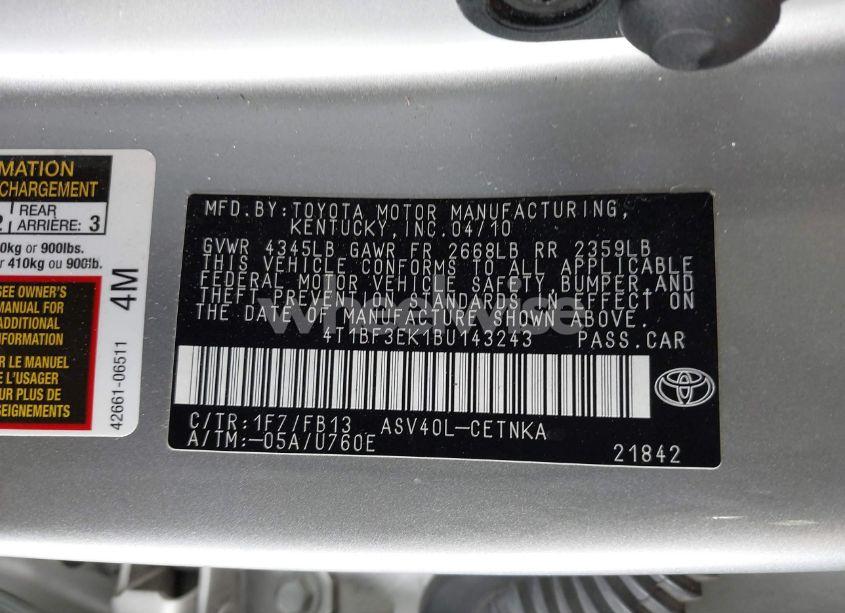 MATION
CHARGEMENT
2 REAR
ARRIÈRE: 3
0kg or 900lbs.
r 410kg ou 900lb.
SEE OWNER'S
MANUAL FOR
ADDITIONAL
INFORMATION
R LE MANUEL
E L'USAGER
UR PLUS DE
SEIGNEMENTS
4M
42661-06511
MFD.BY:TOYOTA MOTOR MANUFACTURING,
KENTUCKY,INC.04/10
GVWR 4345LB GAWR FR 2668LB RR 2359LB
THIS VEHICLE CONFORMS TO ALL APPLICABLE
FEDERAL MOTOR VEHICLE SAFETY,BUMPER,AND
THEFT PREVENTION STANDARDS IN EFFECT ON
THE DATE OF MANUFACTURE SHOWN ABOVE.
4T1BF3EK1BU143243 PASS.CAR
C/TR:1F7/FB13 ASV40L-CETNKA
A/TM:-05A/U760E
21842
wheelwise